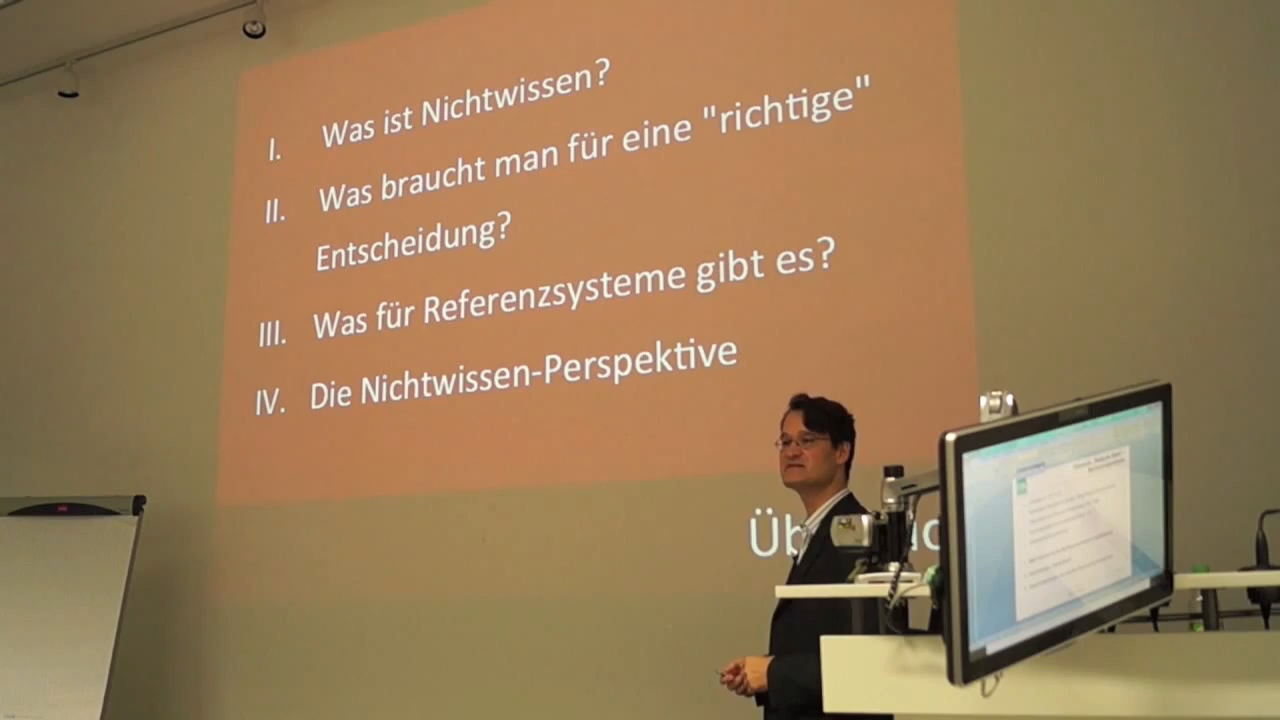 I. Was ist Nichtwissen?
II. Was braucht man für eine "richtige"
Entscheidung?
III. Was für Referenzsysteme gibt es?
IV. Die Nichtwissen-Perspektive